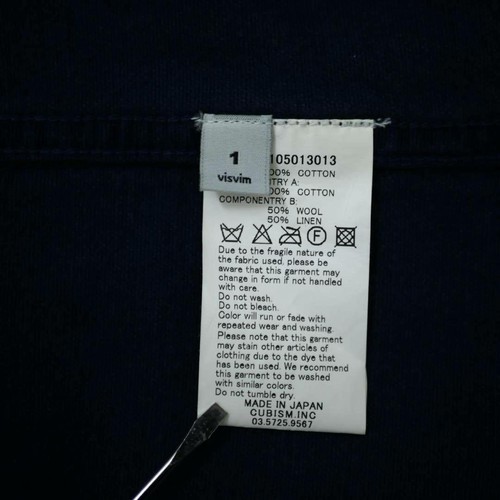 1
visvim
105013013
00% COTTON
TRY A:
00% COTTON
COMPONENTRY B:
50% WOOL
50% LINEN
F
Due to the fragile nature of
the fabric used, please be
aware that this garment may
change in form if not handled
with care.
Do not wash.
Do not bleach.
Color will run or fade with
repeated wear and washing.
Please note that this garment
may stain other articles of
clothing due to the dye that
has been used. We recommend
this garment to be washed
with similar colors.
Do not tumble dry.
MADE IN JAPAN
CUBISM.INC
03.5725.9567